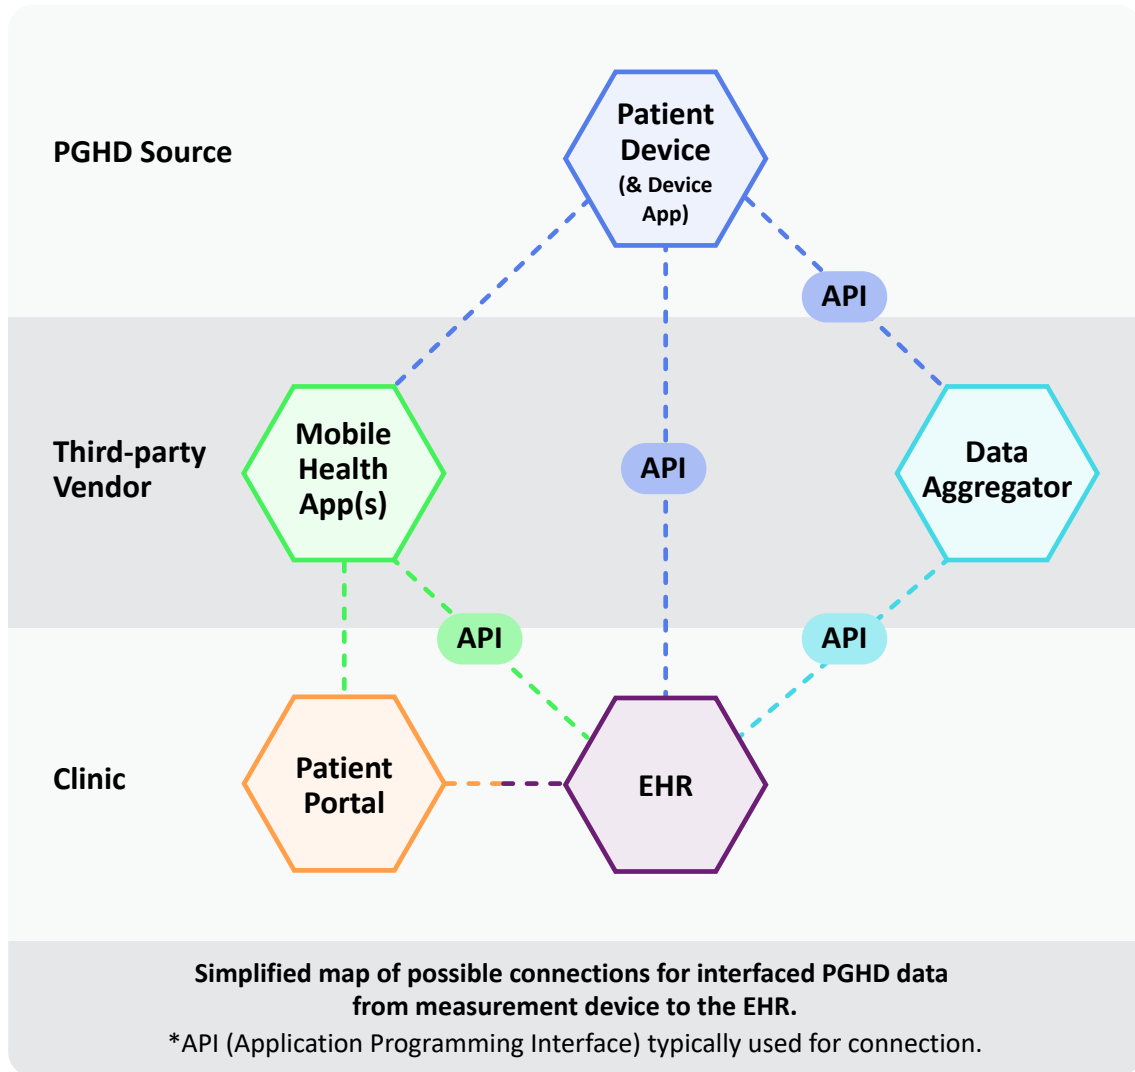 PGHD Source
Patient
Device
(& Device
App)
API
Third-party
Vendor
Mobile
Health
App(s)
API
Data
Aggregator
API
API
Clinic
Patient
Portal
EHR
Simplified map of possible connections for interfaced PGHD data
from measurement device to the EHR.
*API (Application Programming Interface) typically used for connection.